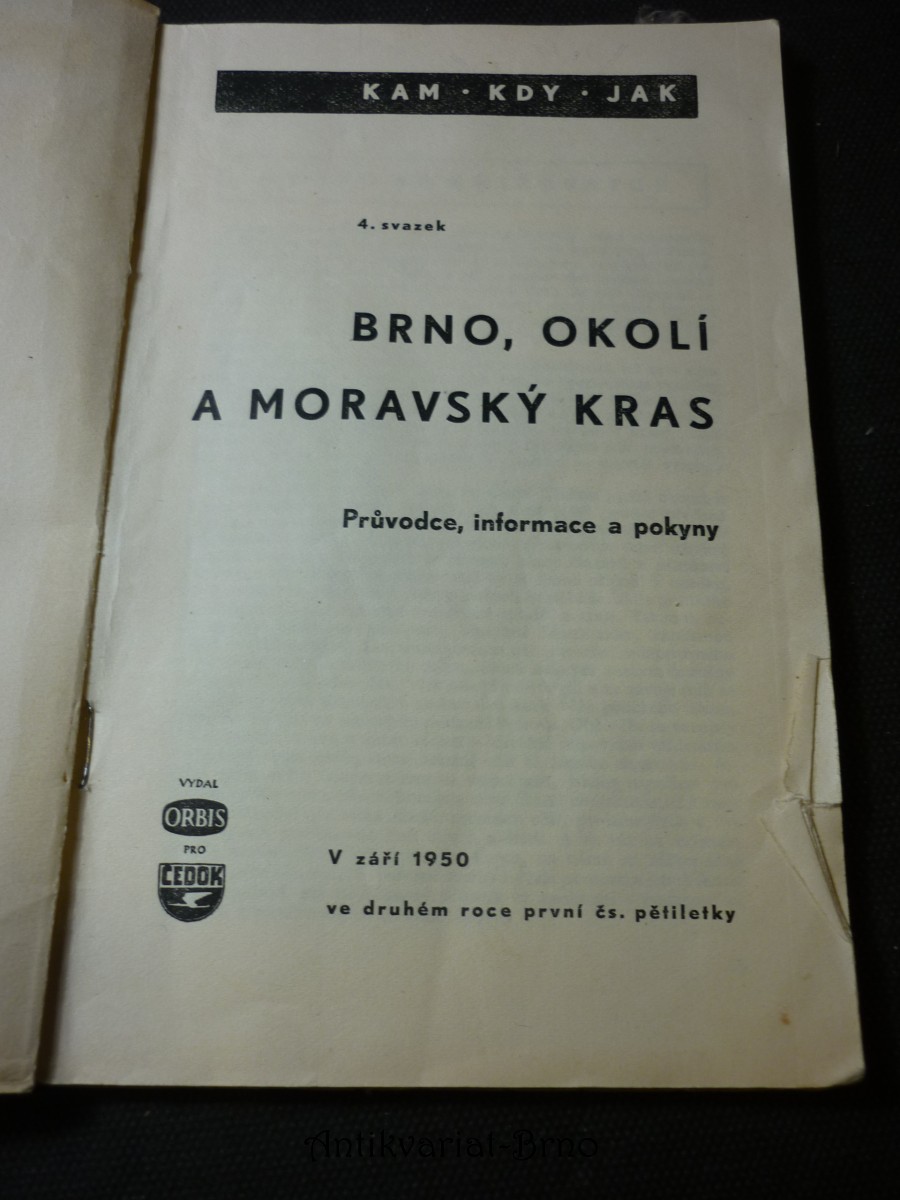 KAM · KDY · JAK
4. svazek
BRNO, OKOLÍ
A MORAVSKÝ KRAS
Průvodce, informace a pokyny
VYDAL
ORBIS
PRO
ČEDOK
V září 1950
ve druhém roce první čs. pětiletky
Antikvariat-Brno